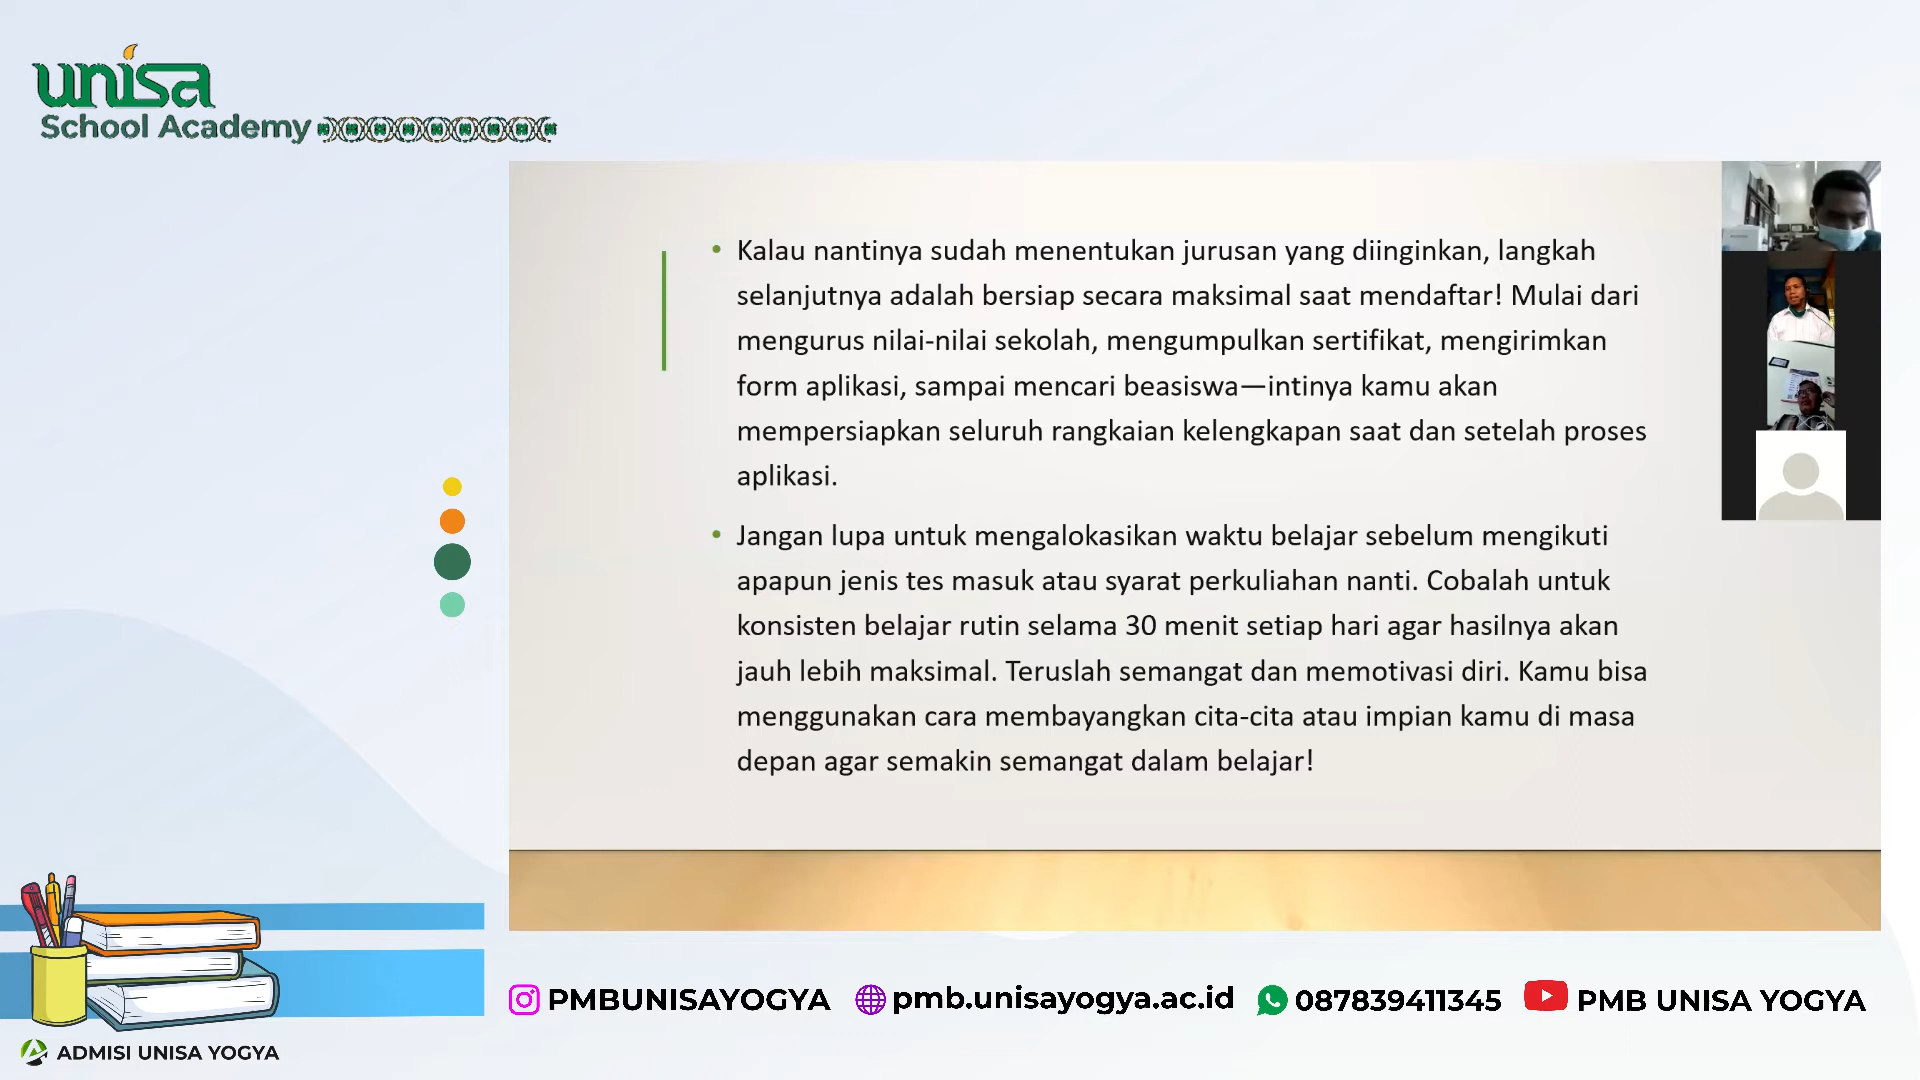 unisa
School Academy
• Kalau nantinya sudah menentukan jurusan yang diinginkan, langkah
selanjutnya adalah bersiap secara maksimal saat mendaftar! Mulai dari
mengurus nilai-nilai sekolah, mengumpulkan sertifikat, mengirimkan
form aplikasi, sampai mencari beasiswa—intinya kamu akan
mempersiapkan seluruh rangkaian kelengkapan saat dan setelah proses
aplikasi.
• Jangan lupa untuk mengalokasikan waktu belajar sebelum mengikuti
apapun jenis tes masuk atau syarat perkuliahan nanti. Cobalah untuk
konsisten belajar rutin selama 30 menit setiap hari agar hasilnya akan
jauh lebih maksimal. Teruslah semangat dan memotivasi diri. Kamu bisa
menggunakan cara membayangkan cita-cita atau impian kamu di masa
depan agar semakin semangat dalam belajar!
PMBUNISAYOGYA pmb.unisayogya.ac.id 087839411345 PMB UNISA YOGYA
ADMISI UNISA YOGYA